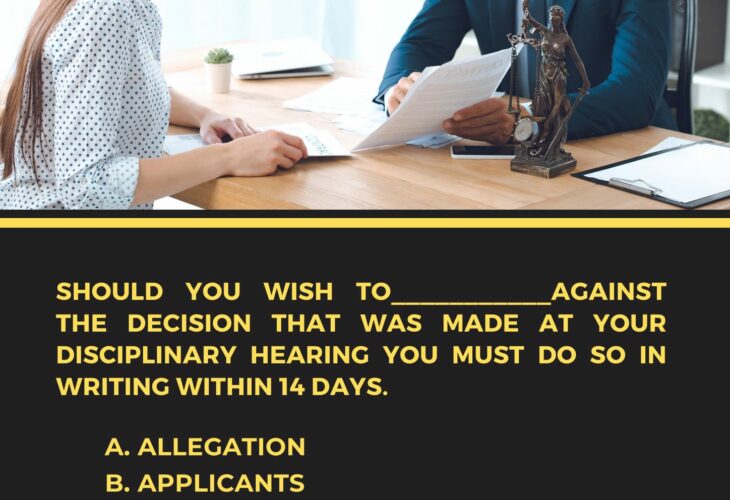 SHOULD YOU WISH TO___________AGAINST
THE DECISION THAT WAS MADE AT YOUR
DISCIPLINARY HEARING YOU MUST DO SO IN
WRITING WITHIN 14 DAYS.
A. ALLEGATION
B. APPLICANTS